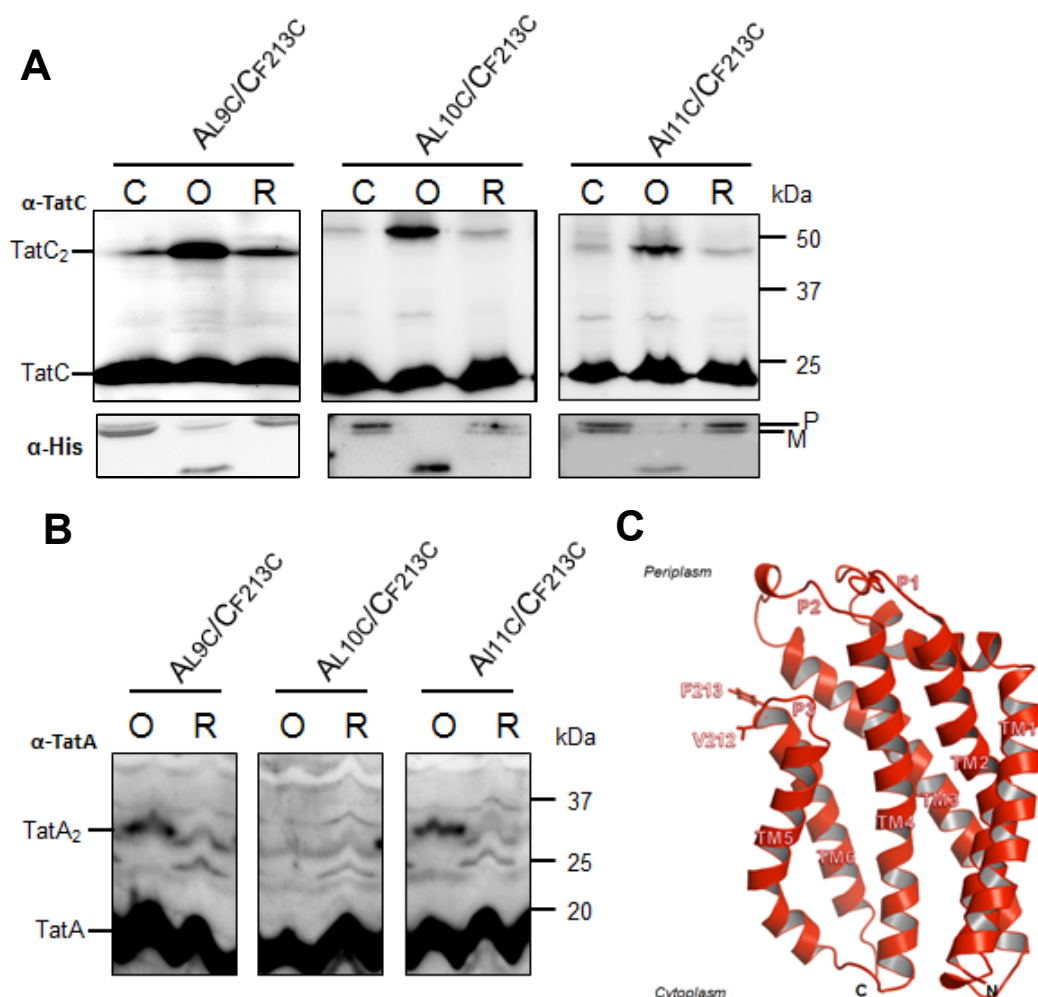 A
AL9C/CF213C
AL10C/CF213C
AI11C/CF213C
α-TatC
C O R
C O R
C O R
kDa
TatC2
50
37
TatC
25
α-His
P
M
B
AL9C/CF213C
AL10C/CF213C
AI11C/CF213C
α-TatA
O R
O R
O R
kDa
37
TatA2
25
20
TatA
C
Periplasm
P1
P2
F213
P3
V212
TM1
TM2
TM3
TM4
TM5
TM6
C
N
Cytoplasm